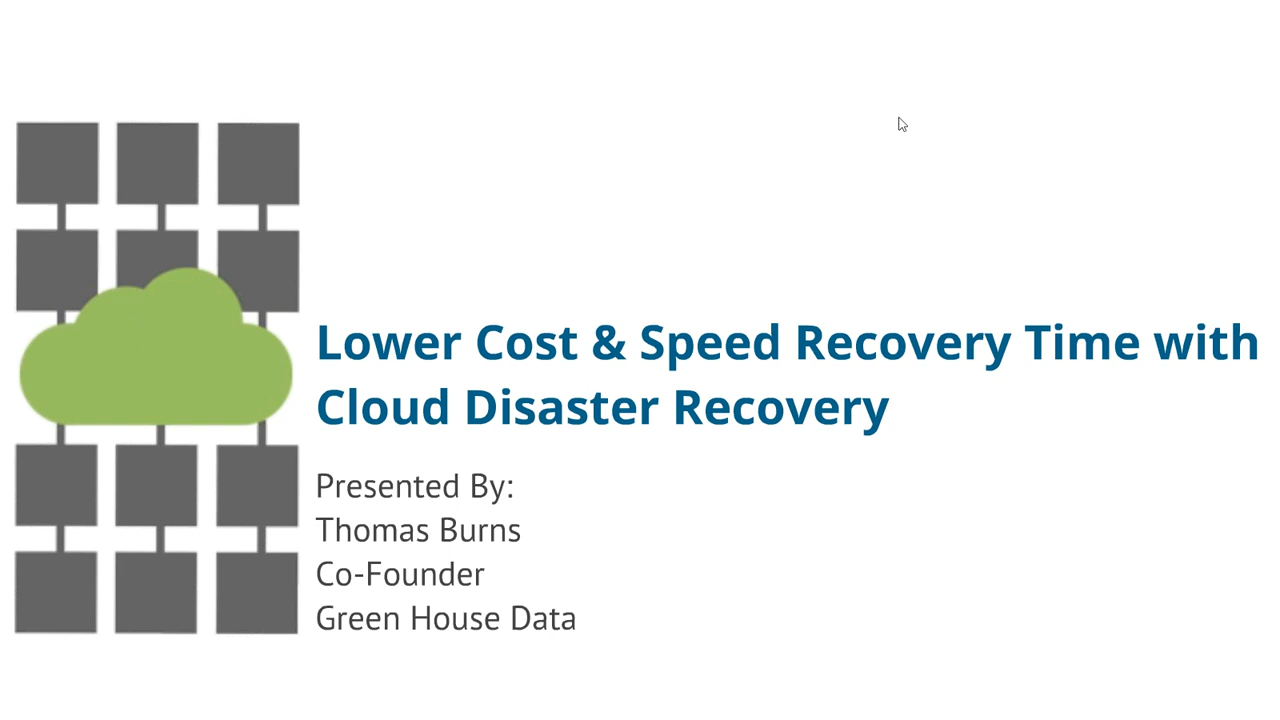 Lower Cost & Speed Recovery Time with
Cloud Disaster Recovery
Presented By:
Thomas Burns
Co-Founder
Green House Data